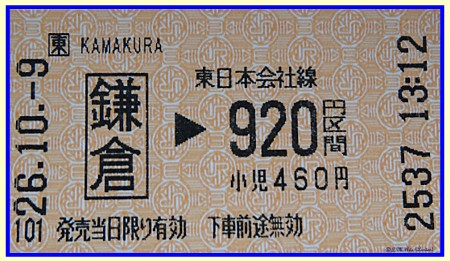 東 KAMAKURA
東日本会社線
鎌倉 ▶ 920円区間
小児460円
26.10.-9
101 発売当日限り有効 下車前途無効
2537 13:12